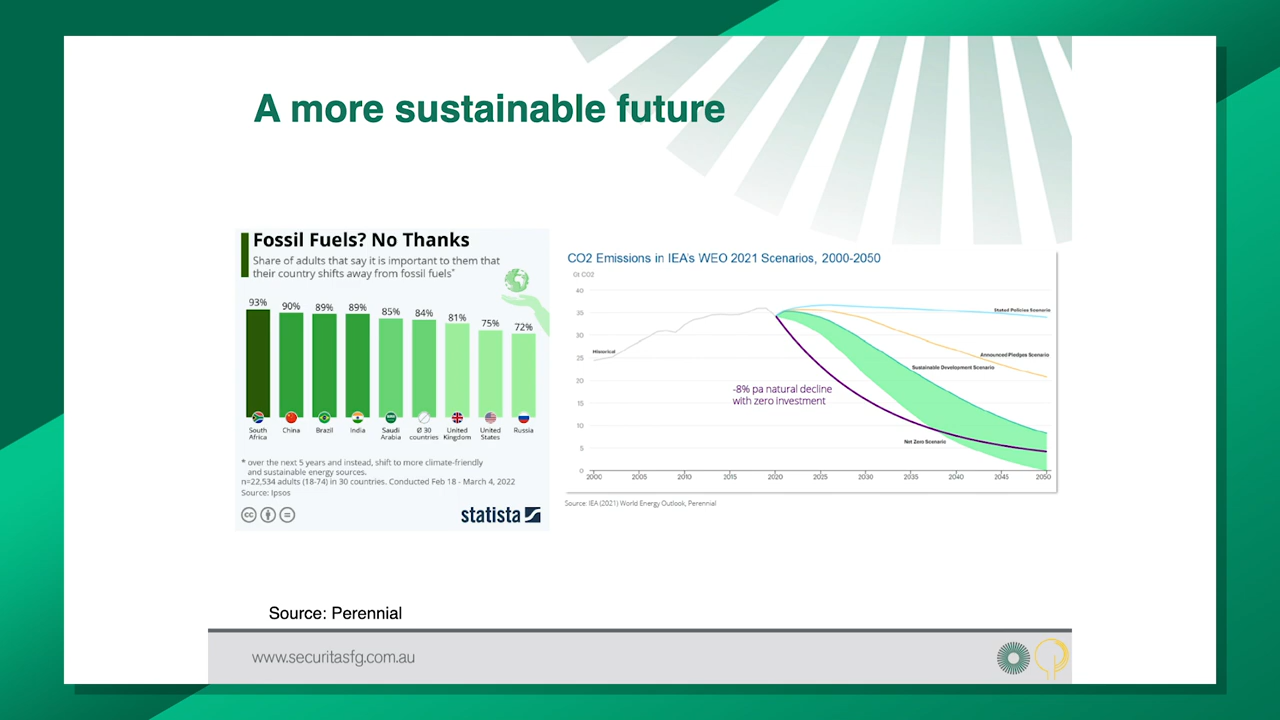 A more sustainable future
Fossil Fuels? No Thanks
Share of adults that say it is important to them that
their country shifts away from fossil fuels*
93%
90%
89%
89%
85%
84%
81%
75%
72%
South
Africa
China
Brazil
India
Saudi
Arabia
Ø 30
countries
United
Kingdom
United
States
Russia
* over the next 5 years and instead, shift to more climate-friendly
and sustainable energy sources.
n=22,534 adults (18-74) in 30 countries. Conducted Feb 18 - March 4, 2022
Source: Ipsos
statista
CO2 Emissions in IEA's WEO 2021 Scenarios, 2000-2050
Gt CO2
40
35
30
25
20
15
10
5
0
Historical
Stated Policies Scenario
Announced Pledges Scenario
Sustainable Development Scenario
-8% pa natural decline
with zero investment
Net Zero Scenario
2000
2005
2010
2015
2020
2025
2030
2035
2040
2045
2050
Source: IEA (2021) World Energy Outlook, Perennial
Source: Perennial
www.securitasfg.com.au